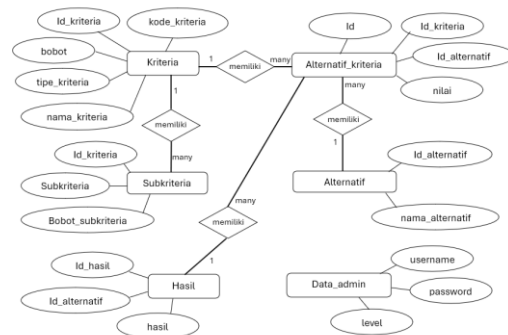 Id_kriteria
kode_kriteria
bobot
tipe_kriteria
nama_kriteria
Kriteria
1
memiliki
many
Alternatif_kriteria
Id
Id_kriteria
Id_alternatif
nilai
1
memiliki
many
many
memiliki
1
Id_kriteria
Subkriteria
Bobot_subkriteria
Subkriteria
Alternatif
Id_alternatif
nama_alternatif
many
memiliki
1
Id_hasil
Id_alternatif
hasil
Hasil
Data_admin
username
password
level